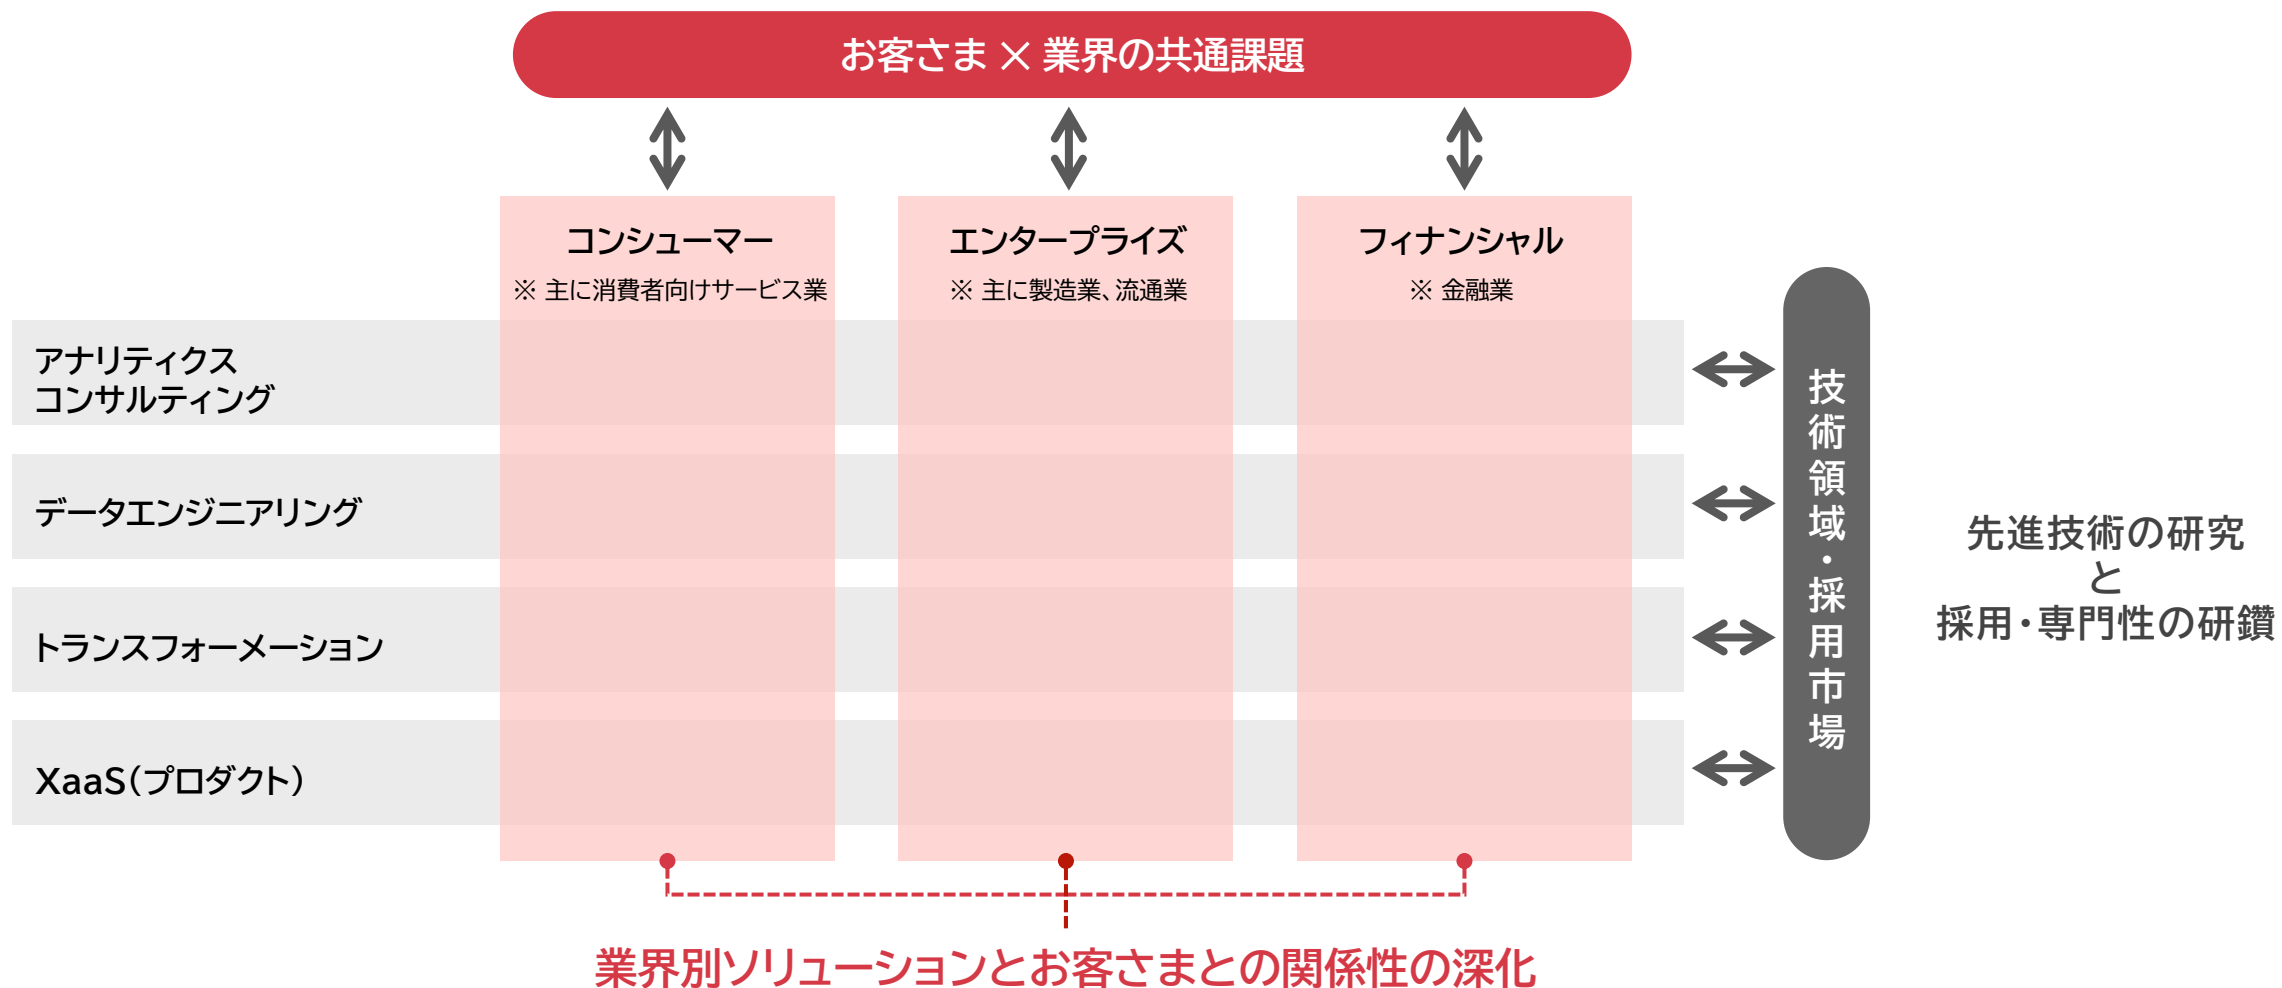 お客さま × 業界の共通課題
コンシューマー
※ 主に消費者向けサービス業
エンタープライズ
※ 主に製造業、流通業
フィナンシャル
※ 金融業
アナリティクス
コンサルティング
データエンジニアリング
トランスフォーメーション
XaaS（プロダクト）
技術領域・採用市場
先進技術の研究
と
採用・専門性の研鑽
業界別ソリューションとお客さまとの関係性の深化